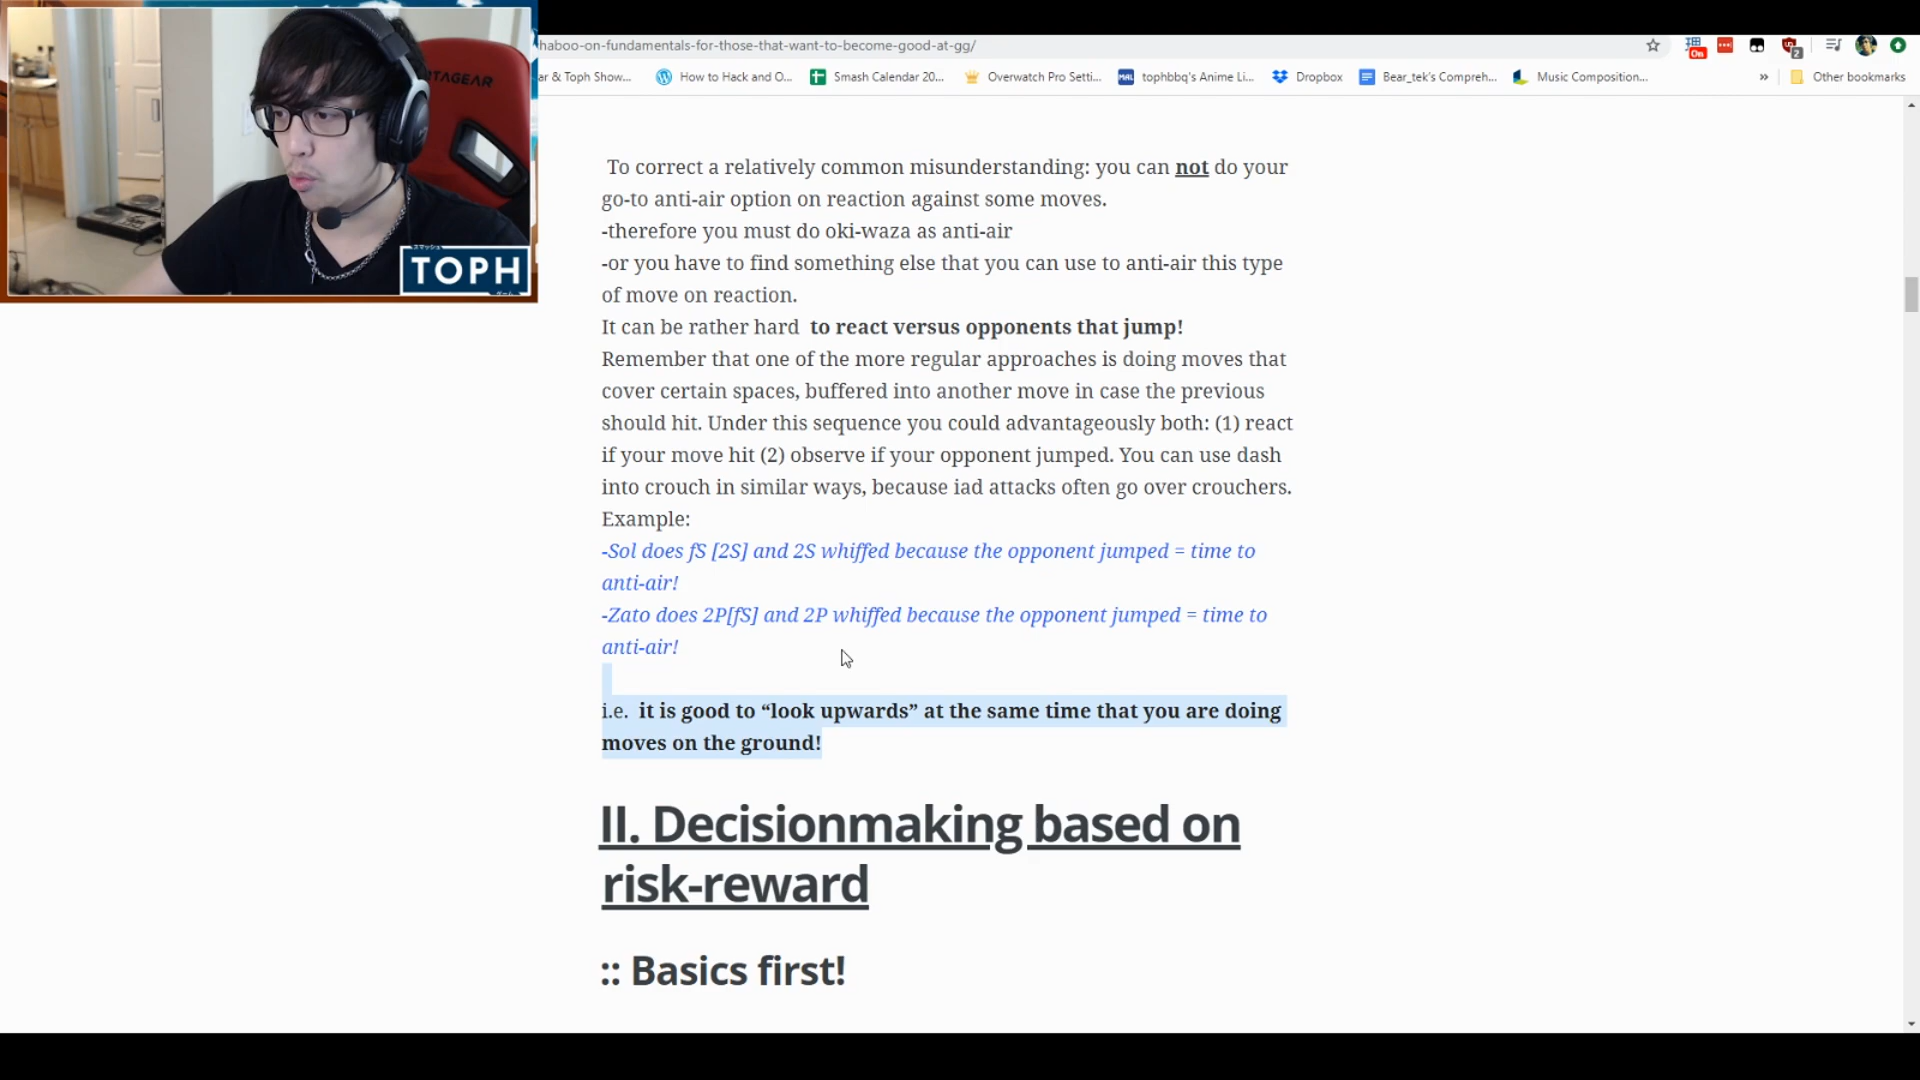 haboo-on-fundamentals-for-those-that-want-to-become-good-at-gg/
On
2
ar & Toph Show...
How to Hack and O...
Smash Calendar 20...
Overwatch Pro Setti...
MAL
tophbbq's Anime Li...
Dropbox
Bear_tek's Compreh...
Music Composition...
»
Other bookmarks
TAGEAR
スマッシュ
TOPH
To correct a relatively common misunderstanding: you can not do your
go-to anti-air option on reaction against some moves.
-therefore you must do oki-waza as anti-air
-or you have to find something else that you can use to anti-air this type
of move on reaction.
It can be rather hard to react versus opponents that jump!
Remember that one of the more regular approaches is doing moves that
cover certain spaces, buffered into another move in case the previous
should hit. Under this sequence you could advantageously both: (1) react
if your move hit (2) observe if your opponent jumped. You can use dash
into crouch in similar ways, because iad attacks often go over crouchers.
Example:
-Sol does fS [2S] and 2S whiffed because the opponent jumped = time to
anti-air!
-Zato does 2P[fS] and 2P whiffed because the opponent jumped = time to
anti-air!
i.e. it is good to “look upwards” at the same time that you are doing
moves on the ground!
II. Decisionmaking based on
risk-reward
:: Basics first!